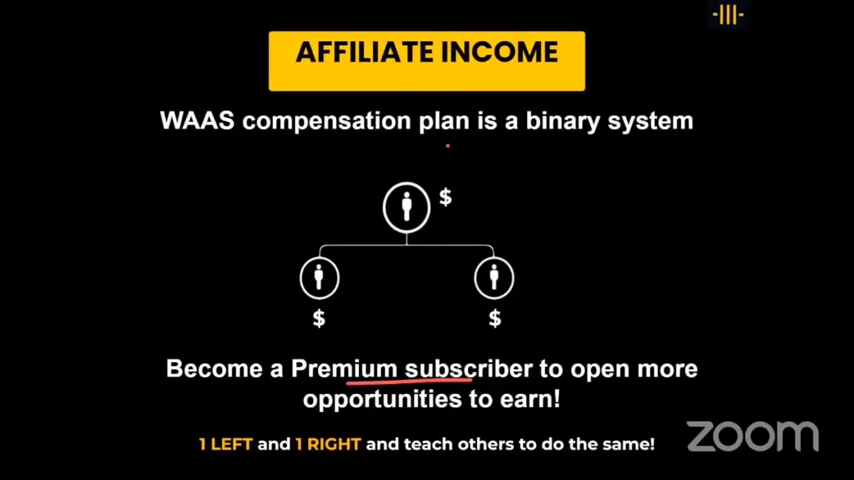 AFFILIATE INCOME
WAAS compensation plan is a binary system
$
$ $
Become a Premium subscriber to open more
opportunities to earn!
1 LEFT and 1 RIGHT and teach others to do the same!
zoom